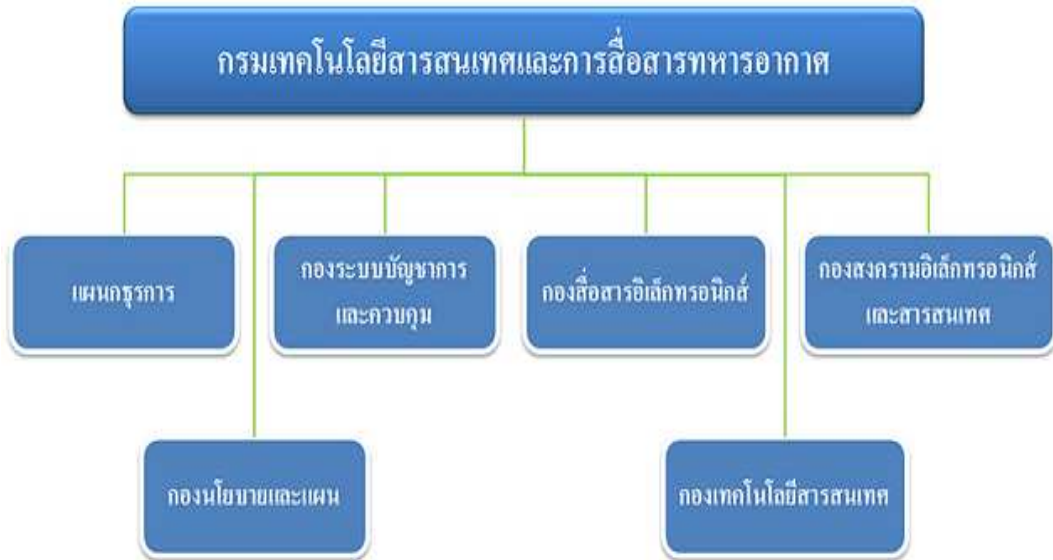 กรมเทคโนโลยีสารสนเทศและการสื่อสารทหารอากาศ
แผนกธุรการ
กองระบบบัญชาการ
และควบคุม
กองสื่อสารอิเล็กทรอนิกส์
กองสงครามอิเล็กทรอนิกส์
และสารสนเทศ
กองนโยบายและแผน
กองเทคโนโลยีสารสนเทศ